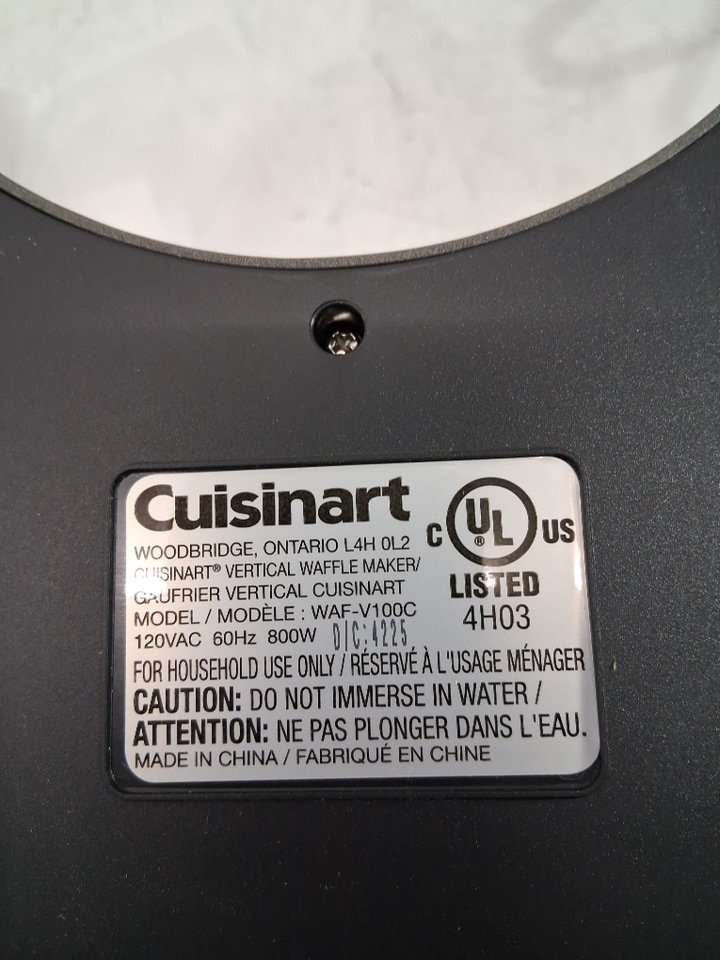 Cuisinart
WOODBRIDGE, ONTARIO L4H 0L2
CUISINART® VERTICAL WAFFLE MAKER/
GAUFRIER VERTICAL CUISINART
MODEL / MODÈLE : WAF-V100C
120VAC 60Hz 800W D/C:4225
C UL® US
LISTED
4H03
FOR HOUSEHOLD USE ONLY / RÉSERVÉ À L'USAGE MÉNAGER
CAUTION: DO NOT IMMERSE IN WATER /
ATTENTION: NE PAS PLONGER DANS L'EAU.
MADE IN CHINA / FABRIQUÉ EN CHINE